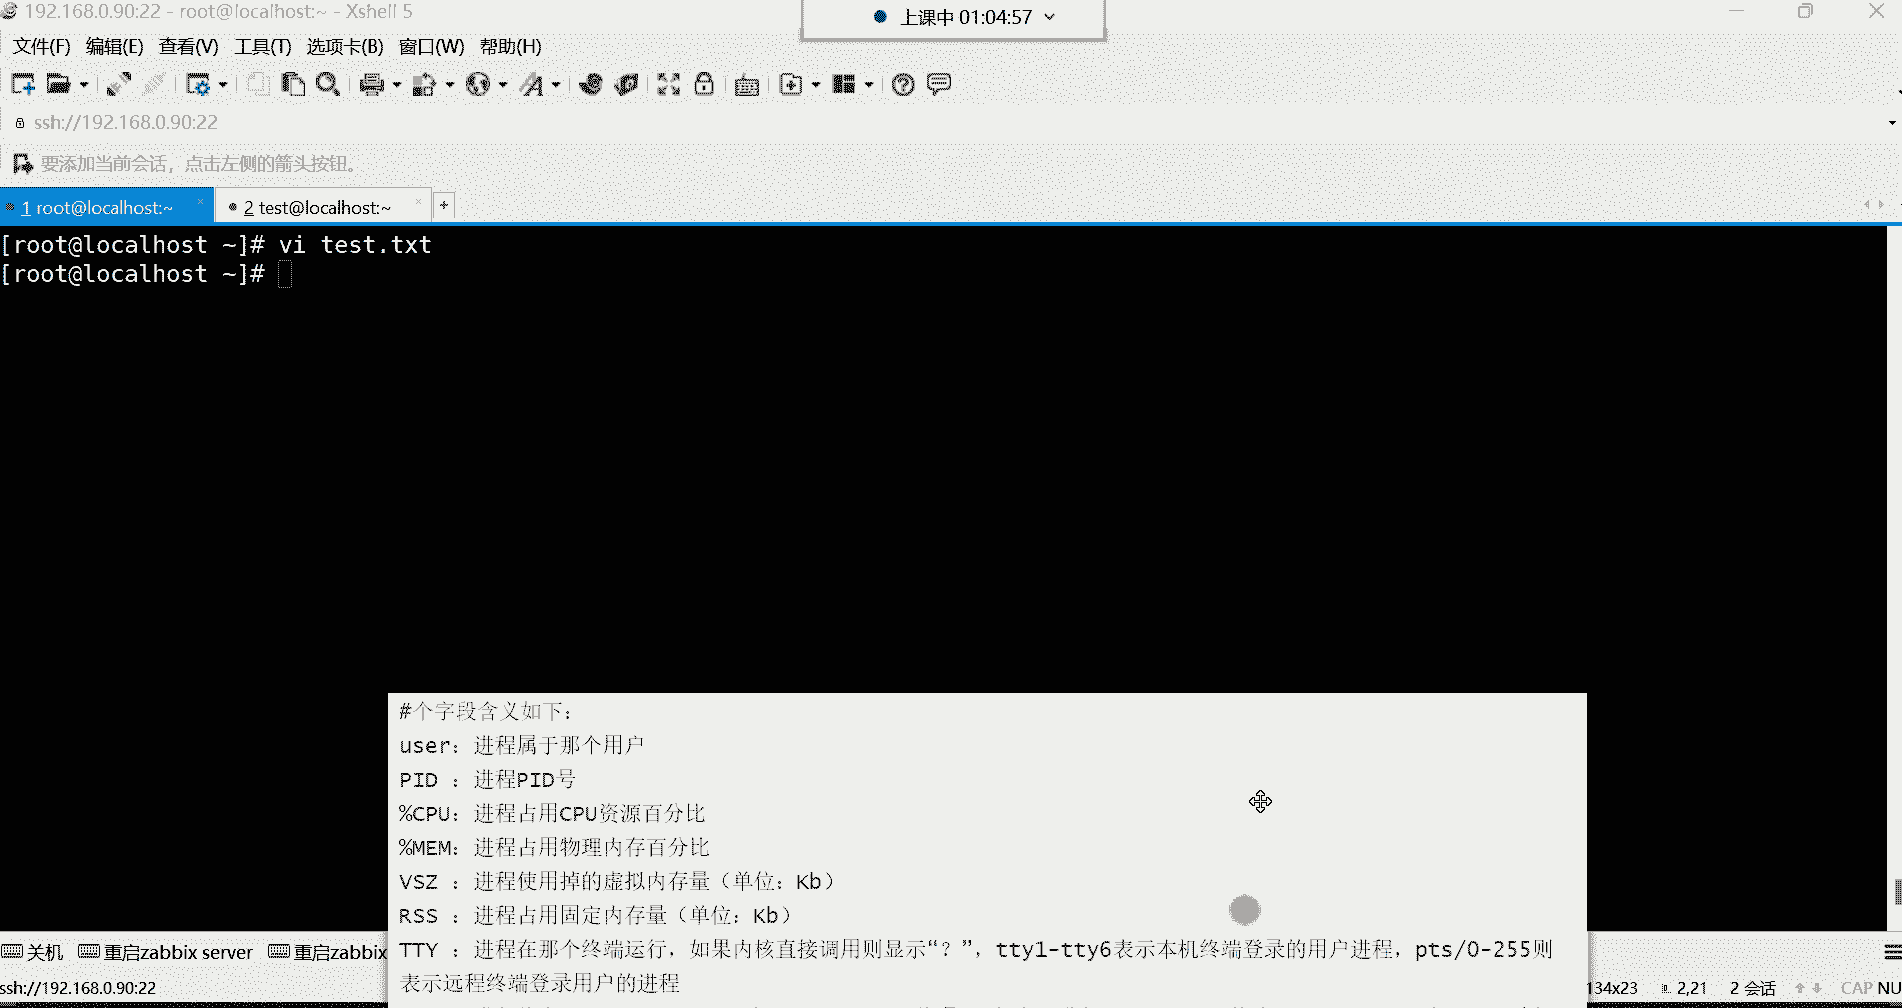 192.168.0.90:22 - root@localhost:~ - Xshell 5
上课中 01:04:57
文件(F) 编辑(E) 查看(V) 工具(T) 选项卡(B) 窗口(W) 帮助(H)
ssh://192.168.0.90:22
要添加当前会话，点击左侧的箭头按钮。
1 root@localhost:~ 2 test@localhost:~
[root@localhost ~]# vi test.txt
[root@localhost ~]#
#个字段含义如下：
user：进程属于那个用户
PID ：进程PID号
%CPU：进程占用CPU资源百分比
%MEM：进程占用物理内存百分比
VSZ ：进程使用掉的虚拟内存量（单位：Kb）
RSS ：进程占用固定内存量（单位：Kb）
TTY ：进程在那个终端运行，如果内核直接调用则显示“？”，tty1-tty6表示本机终端登录的用户进程，pts/0-255则
表示远程终端登录用户的进程
关机 重启zabbix server 重启zabbix
ssh://192.168.0.90:22 134x23 2,21 2 会话 CAP NU